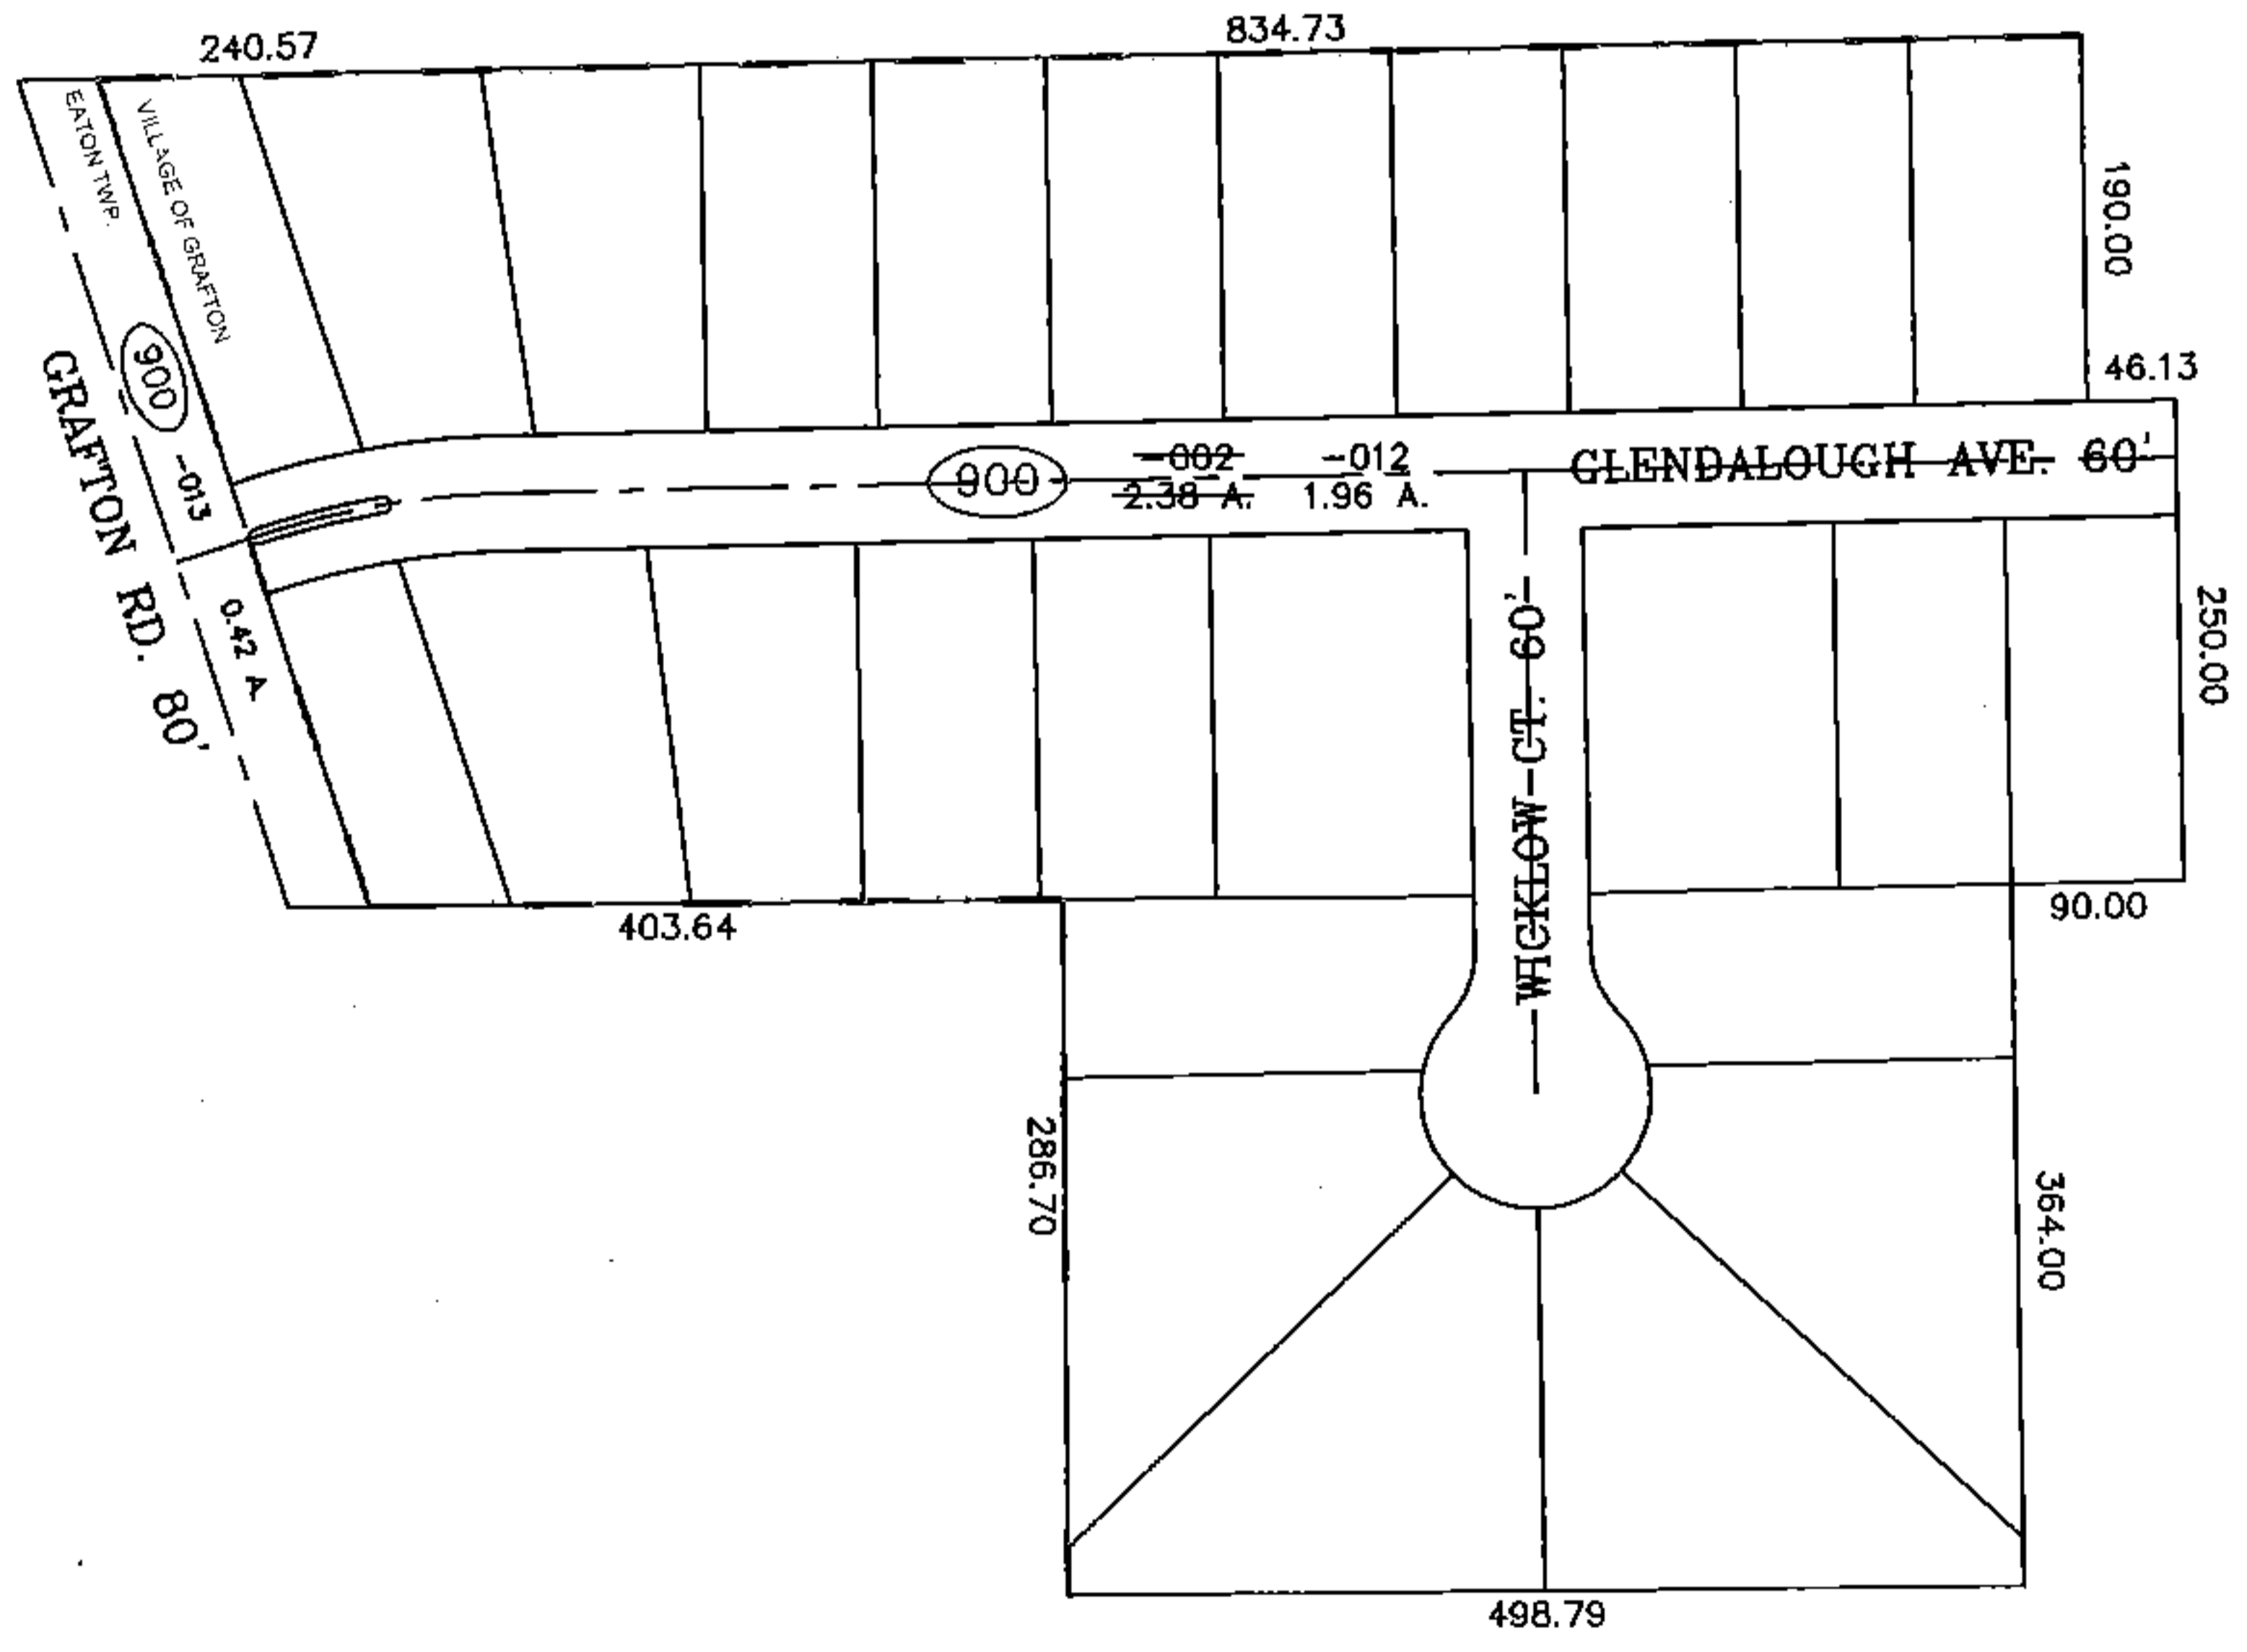 240.57
834.73
EATON TWP.
VILLAGE OF GRAFTON
190.00
46.13
900
GRAFTON RD. 80'
-013
0.42 A.
900
-002
-012
2.38 A.
1.96 A.
GLENDALOUGH AVE. 60'
WHCKLOW CT. 60'
250.00
90.00
403.64
286.70
364.00
498.79